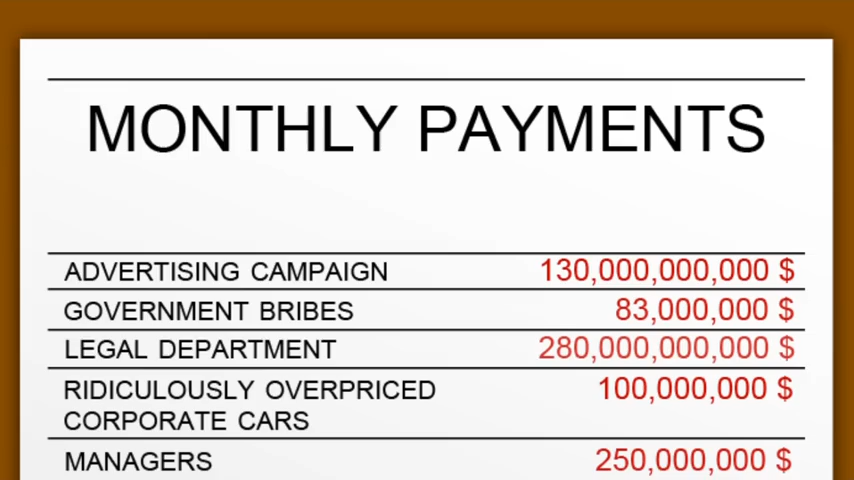 MONTHLY PAYMENTS
ADVERTISING CAMPAIGN 130,000,000,000 $
GOVERNMENT BRIBES 83,000,000 $
LEGAL DEPARTMENT 280,000,000,000 $
RIDICULOUSLY OVERPRICED 100,000,000 $
CORPORATE CARS
MANAGERS 250,000,000 $